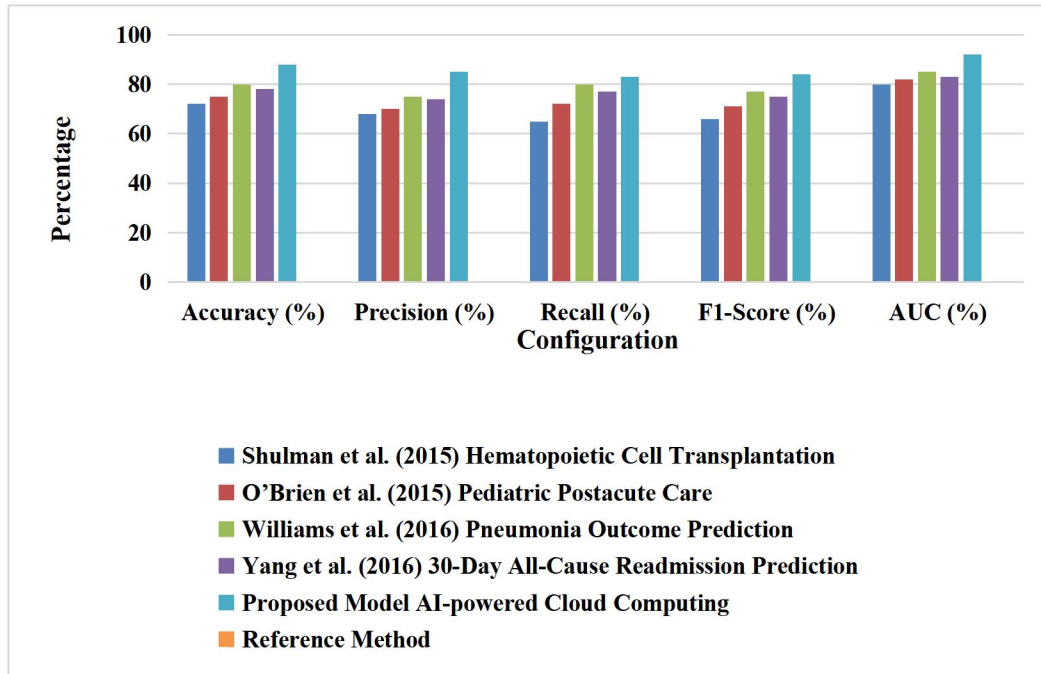 100
80
60
40
20
0
Percentage
Accuracy (%) Precision (%) Recall (%) F1-Score (%) AUC (%)
Configuration
Shulman et al. (2015) Hematopoietic Cell Transplantation
O’Brien et al. (2015) Pediatric Postacute Care
Williams et al. (2016) Pneumonia Outcome Prediction
Yang et al. (2016) 30-Day All-Cause Readmission Prediction
Proposed Model AI-powered Cloud Computing
Reference Method